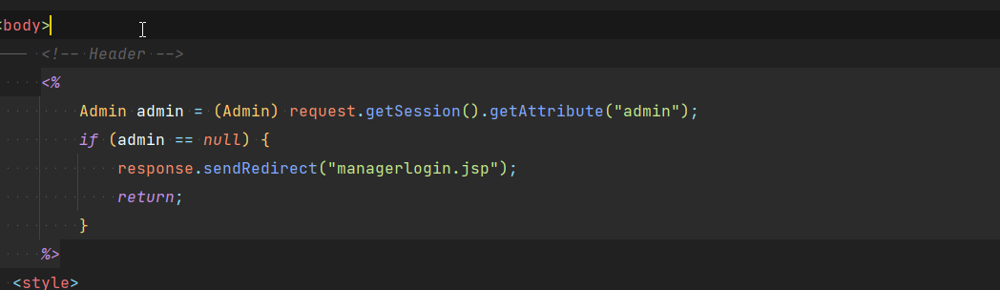 <body>
<!-- Header -->
<%
Admin admin = (Admin) request.getSession().getAttribute("admin");
if (admin == null) {
response.sendRedirect("managerlogin.jsp");
return;
}
%>
<style>